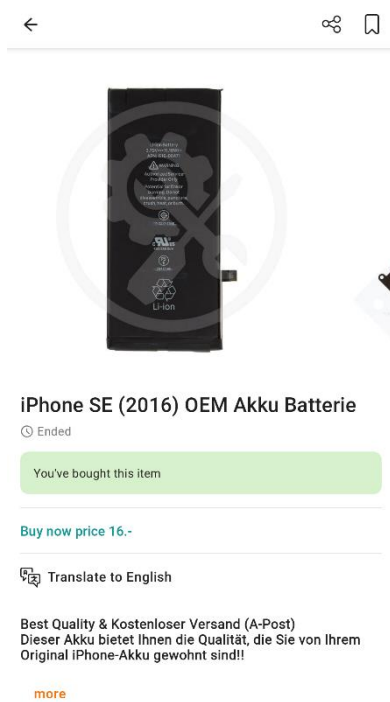 Li-ion
iPhone SE (2016) OEM Akku Batterie
Ended
You've bought this item
Buy now price 16.-
Translate to English
Best Quality & Kostenloser Versand (A-Post)
Dieser Akku bietet Ihnen die Qualität, die Sie von Ihrem
Original iPhone-Akku gewohnt sind!!
more